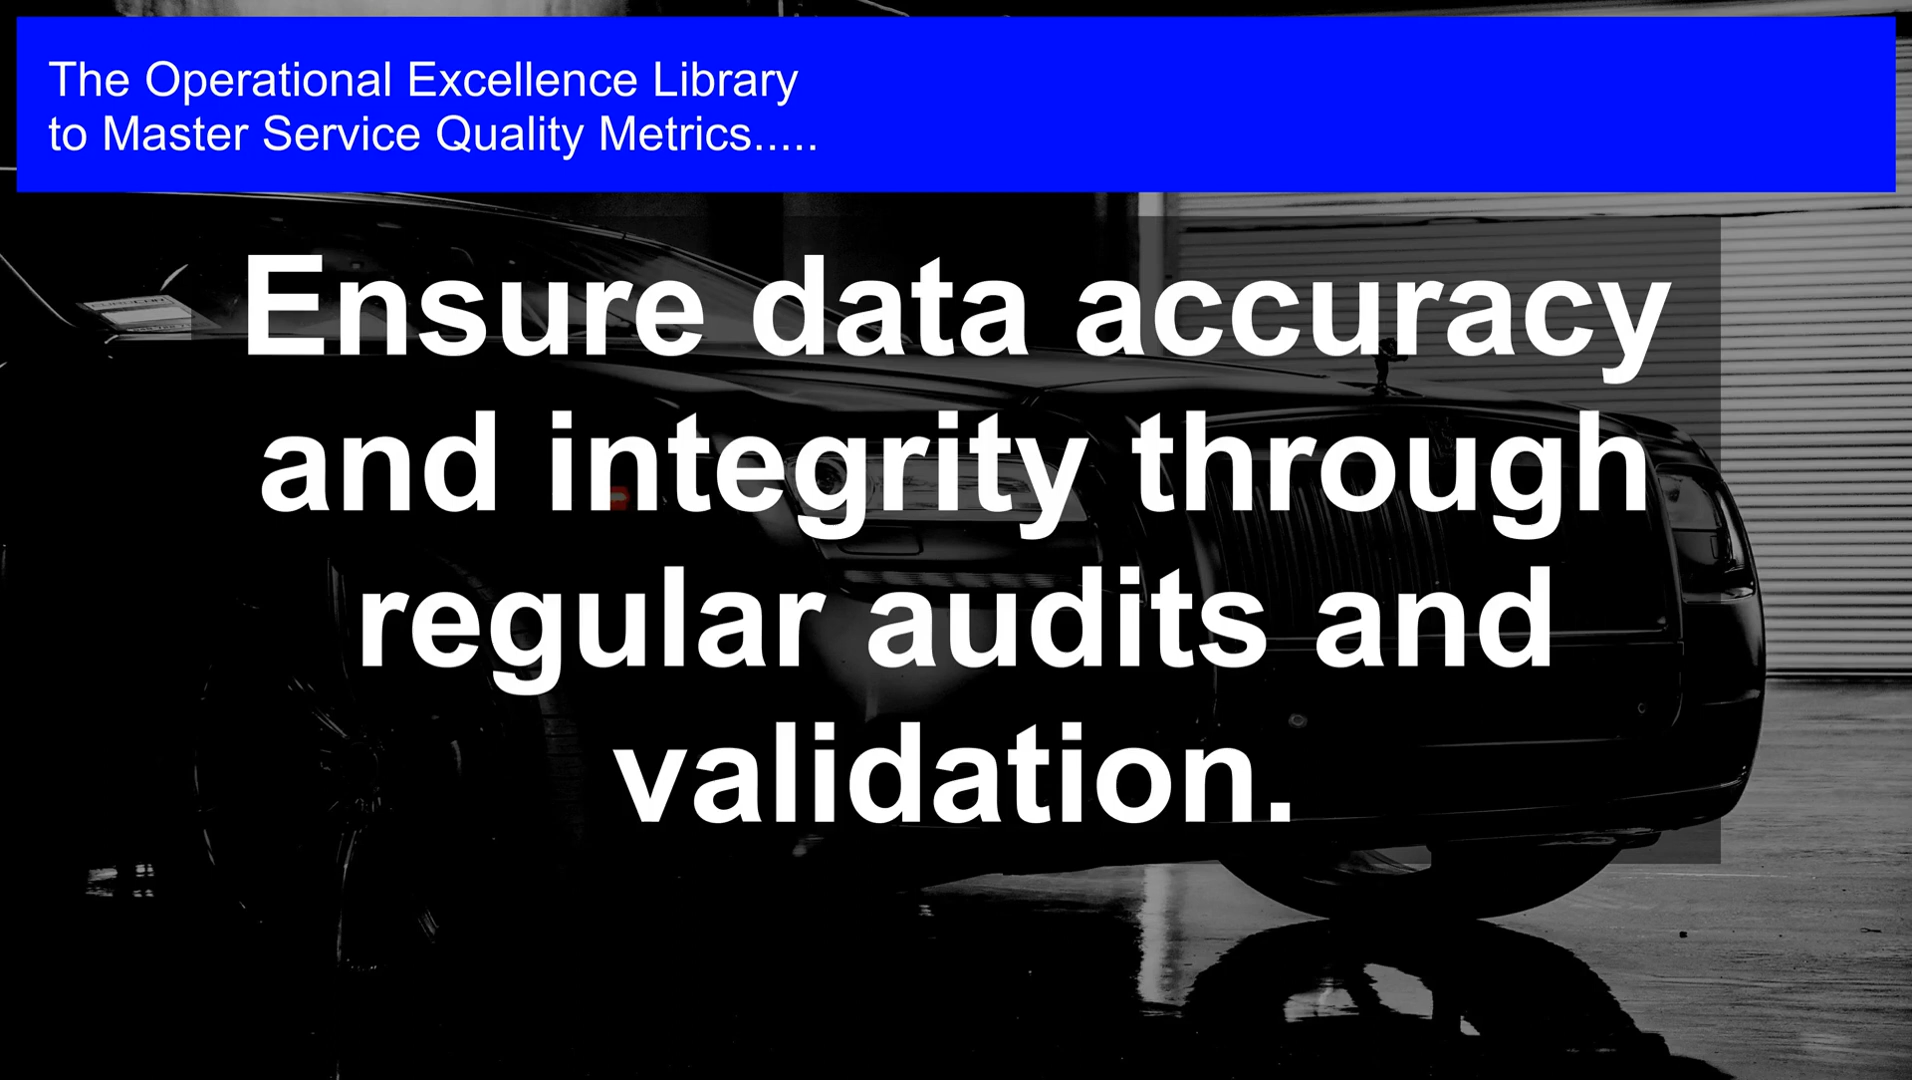 The Operational Excellence Library
to Master Service Quality Metrics.....
Ensure data accuracy
and integrity through
regular audits and
validation.